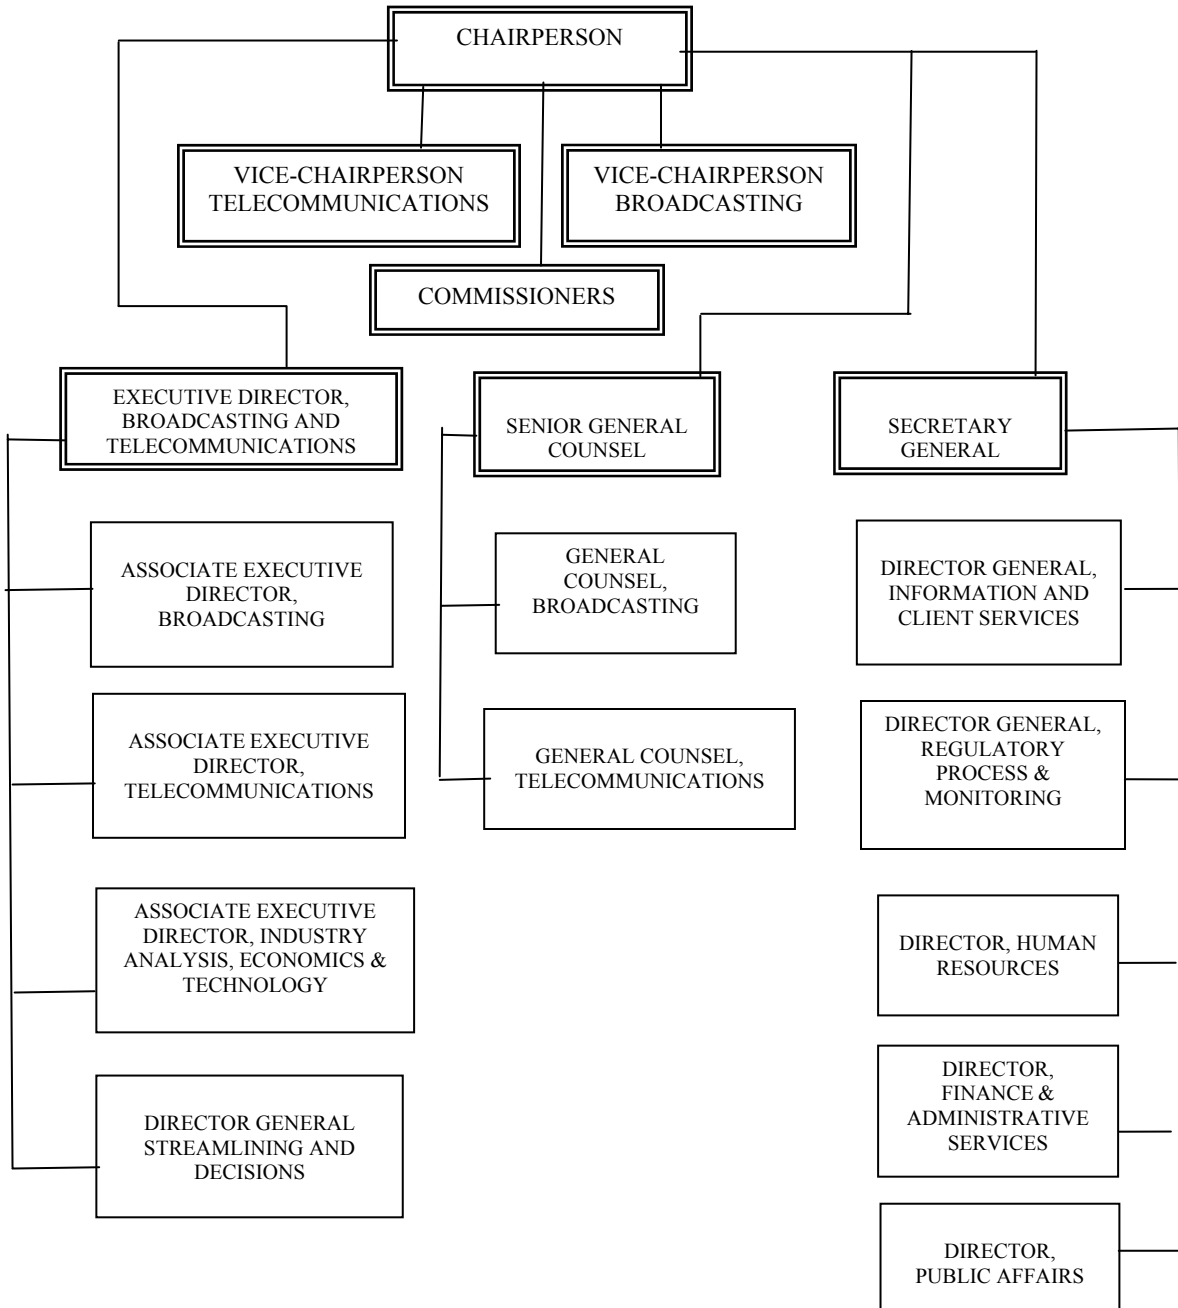 CHAIRPERSON
VICE-CHAIRPERSON
TELECOMMUNICATIONS
VICE-CHAIRPERSON
BROADCASTING
COMMISSIONERS
EXECUTIVE DIRECTOR,
BROADCASTING AND
TELECOMMUNICATIONS
SENIOR GENERAL
COUNSEL
SECRETARY
GENERAL
ASSOCIATE EXECUTIVE
DIRECTOR,
BROADCASTING
GENERAL
COUNSEL,
BROADCASTING
DIRECTOR GENERAL,
INFORMATION AND
CLIENT SERVICES
ASSOCIATE EXECUTIVE
DIRECTOR,
TELECOMMUNICATIONS
GENERAL COUNSEL,
TELECOMMUNICATIONS
DIRECTOR GENERAL,
REGULATORY
PROCESS &
MONITORING
ASSOCIATE EXECUTIVE
DIRECTOR, INDUSTRY
ANALYSIS, ECONOMICS &
TECHNOLOGY
DIRECTOR, HUMAN
RESOURCES
DIRECTOR GENERAL
STREAMLINING AND
DECISIONS
DIRECTOR,
FINANCE &
ADMINISTRATIVE
SERVICES
DIRECTOR,
PUBLIC AFFAIRS